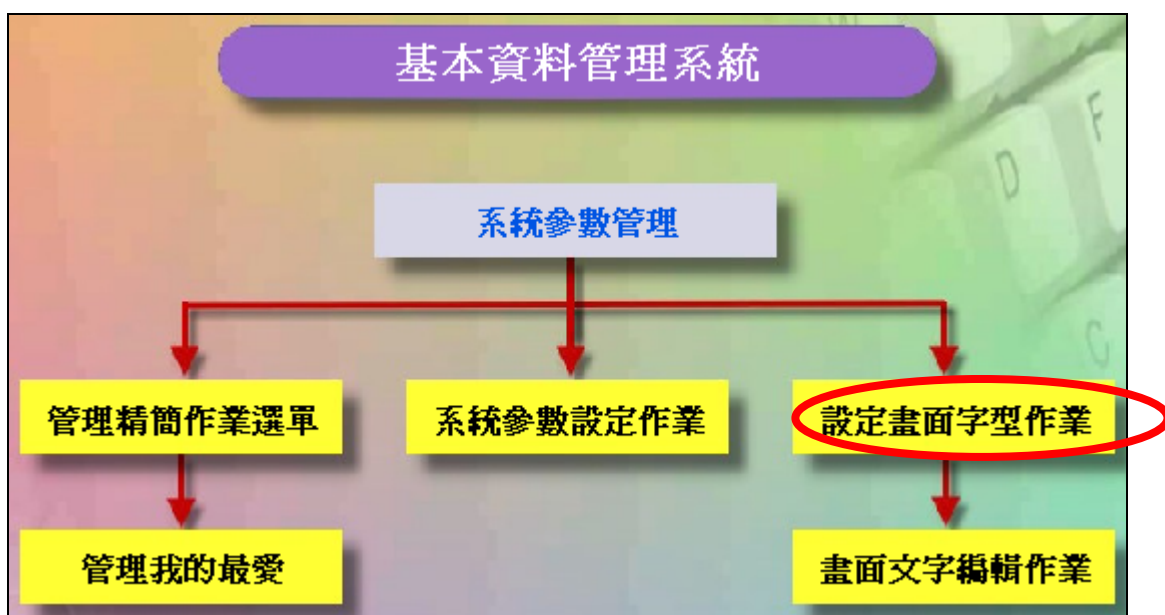 基本資料管理系統
系統參數管理
管理精簡作業選單
系統參數設定作業
設定畫面字型作業
管理我的最愛
畫面文字編輯作業
F
D
C